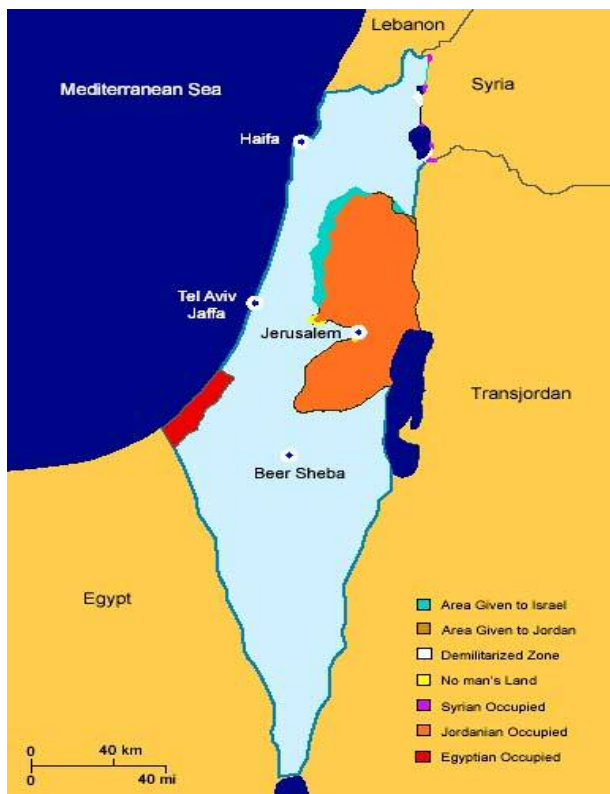 Lebanon
Mediterranean Sea
Syria
Haifa
Tel Aviv
Jaffa
Jerusalem
Transjordan
Beer Sheba
Egypt
Area Given to Israel
Area Given to Jordan
Demilitarized Zone
No man's Land
Syrian Occupied
Jordanian Occupied
Egyptian Occupied
0 40 km
0 40 mi